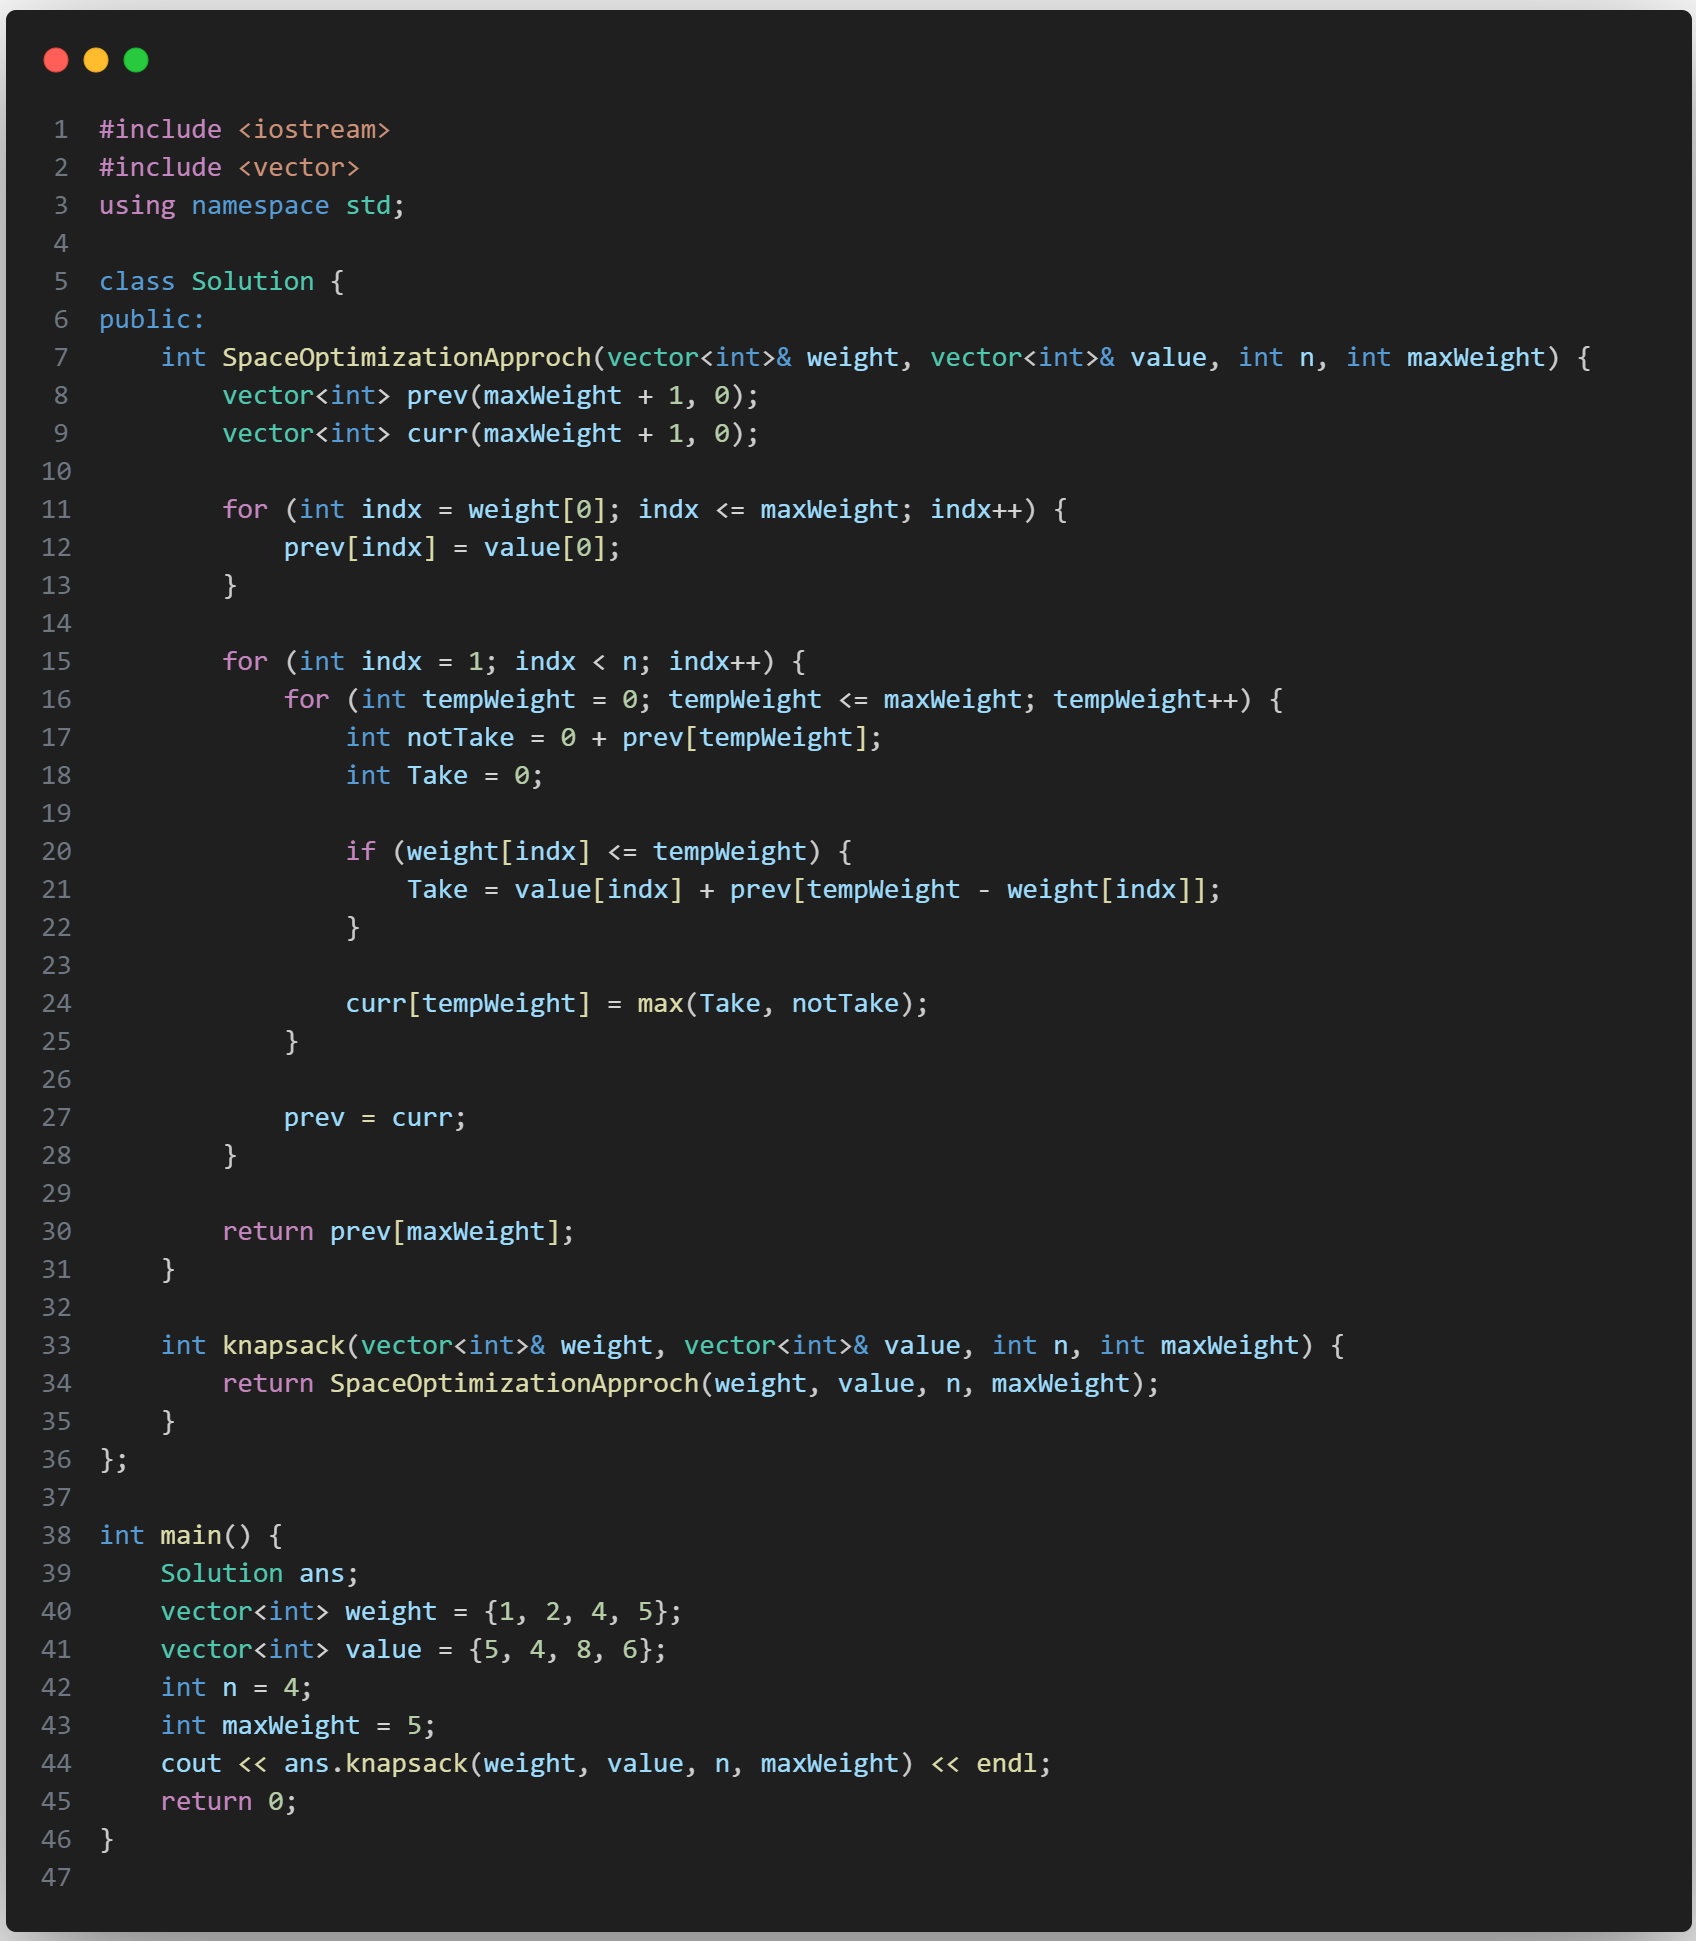 1 #include <iostream>
2 #include <vector>
3 using namespace std;
4
5 class Solution {
6 public:
7     int SpaceOptimizationApproch(vector<int>& weight, vector<int>& value, int n, int maxWeight) {
8         vector<int> prev(maxWeight + 1, 0);
9         vector<int> curr(maxWeight + 1, 0);
10
11         for (int indx = weight[0]; indx <= maxWeight; indx++) {
12             prev[indx] = value[0];
13         }
14
15         for (int indx = 1; indx < n; indx++) {
16             for (int tempWeight = 0; tempWeight <= maxWeight; tempWeight++) {
17                 int notTake = 0 + prev[tempWeight];
18                 int Take = 0;
19
20                 if (weight[indx] <= tempWeight) {
21                     Take = value[indx] + prev[tempWeight - weight[indx]];
22                 }
23
24                 curr[tempWeight] = max(Take, notTake);
25             }
26
27             prev = curr;
28         }
29
30         return prev[maxWeight];
31     }
32
33     int knapsack(vector<int>& weight, vector<int>& value, int n, int maxWeight) {
34         return SpaceOptimizationApproch(weight, value, n, maxWeight);
35     }
36 };
37
38 int main() {
39     Solution ans;
40     vector<int> weight = {1, 2, 4, 5};
41     vector<int> value = {5, 4, 8, 6};
42     int n = 4;
43     int maxWeight = 5;
44     cout << ans.knapsack(weight, value, n, maxWeight) << endl;
45     return 0;
46 }
47